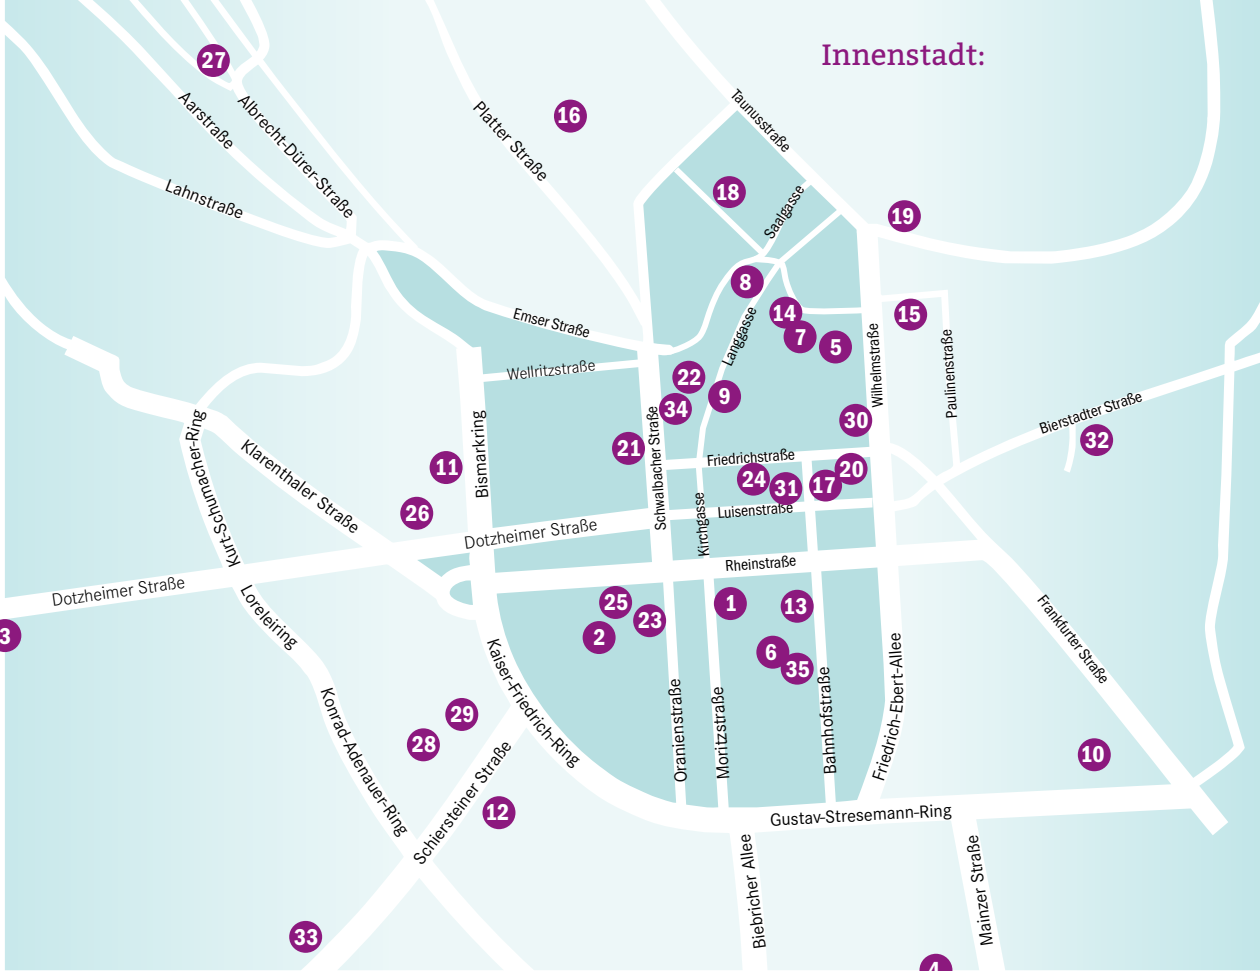 Innenstadt:
27
Taunusstraße
Aarstraße
Albrecht-Dürer-Straße
Platter Straße
16
Lahnstraße
18
Saalgasse
19
8
Emser Straße
14
15
Langgasse
7
5
Wilhelmstraße
Paulinenstraße
Wellritzstraße
22
9
34
Bierstadter Straße
30
32
Kurt-Schumacher-Ring
Klarenthaler Straße
Bismarkring
Schwalbacher Straße
21
11
Friedrichstraße
20
24
31
17
26
Kirchgasse
Luisenstraße
Dotzheimer Straße
Rheinstraße
Dotzheimer Straße
Loreleiring
25
1
13
23
3
2
Frankfurter Straße
6
35
Kaiser-Friedrich-Ring
Oranienstraße
Moritzstraße
Bahnhofstraße
Friedrich-Ebert-Allee
29
28
Konrad-Adenauer-Ring
10
Schiersteiner Straße
12
Gustav-Stresemann-Ring
Biebricher Allee
Mainzer Straße
33
4